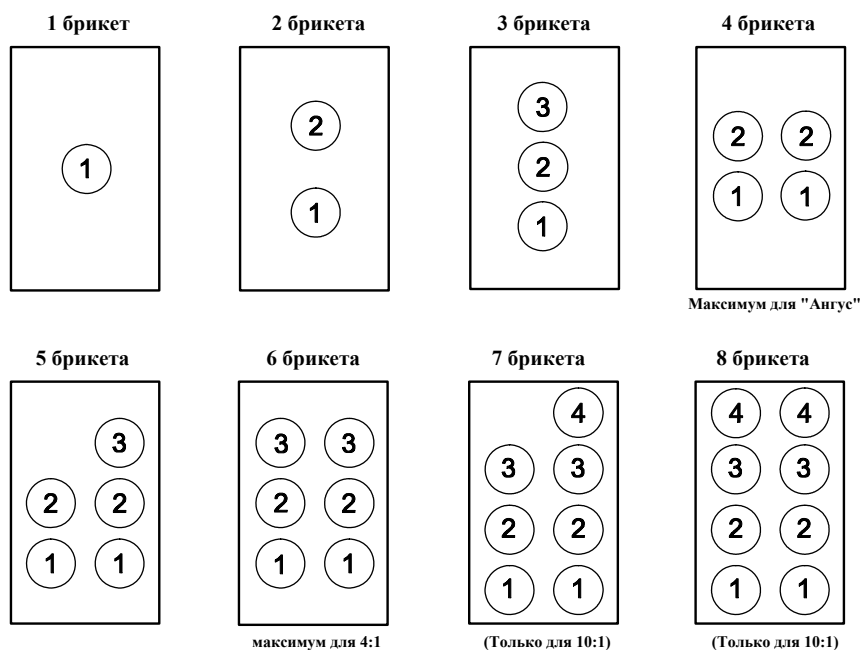 1 брикет
2 брикета
3 брикета
4 брикета
1
2
1
3
2
1
2 2
1 1
Максимум для "Ангус"
5 брикета
6 брикета
7 брикета
8 брикета
3
2 2
1 1
3 3
2 2
1 1
4
3 3
2 2
1 1
4 4
3 3
2 2
1 1
максимум для 4:1
(Только для 10:1)
(Только для 10:1)